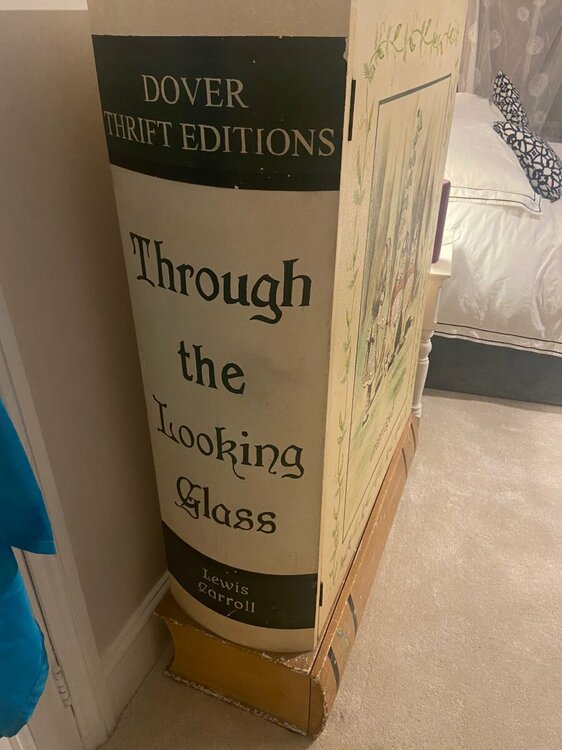 DOVER
THRIFT EDITIONS
Through
the
Looking
Glass
Lewis
Carroll